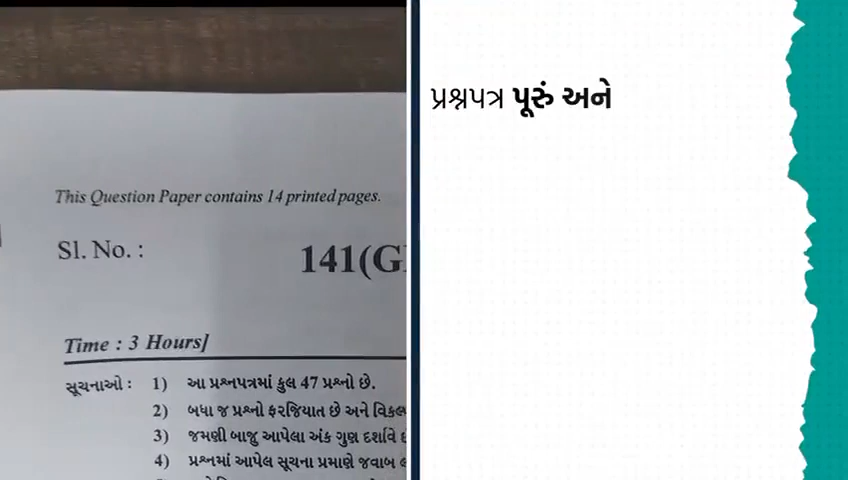 This Question Paper contains 14 printed pages.
Sl. No. :
141(G
Time : 3 Hours]
સૂચનાઓ : 1) આ પ્રશ્નપત્રમાં કુલ 47 પ્રશ્નો છે.
2) બધા જ પ્રશ્નો ફરજિયાત છે અને
3) જમણી બાજુ આપેલા અંક ગુણ દર્શાવે
4) પ્રશ્નમાં આપેલ સૂચના પ્રમાણે જવાબ
પ્રશ્નપત્ર પૂરું અને